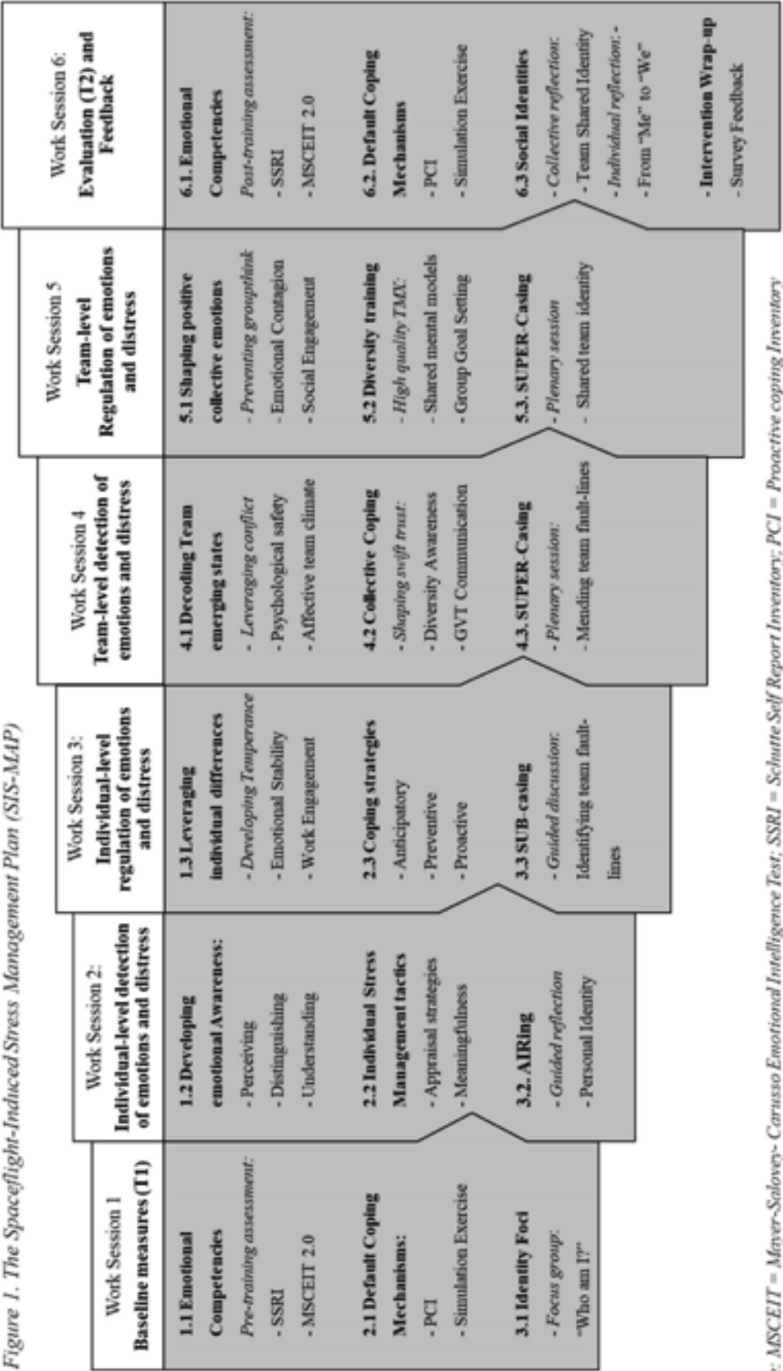 Figure 1. The Spaceflight-Induced Stress Management Plan (SIS-MAP)
Work Session 1
Baseline measures (T1)
1.1 Emotional
Competencies
Pre-training assessment:
- SSRI
- MSCEIT 2.0
2.1 Default Coping
Mechanisms:
- PCI
- Simulation Exercise
3.1 Identity Foci
- Focus group:
"Who am I?"
Work Session 2:
Individual-level detection
of emotions and distress
1.2 Developing
emotional Awareness:
- Perceiving
- Distinguishing
- Understanding
2.2 Individual Stress
Management tactics
- Appraisal strategies
- Meaningfulness
3.2. AIRing
- Guided reflection
- Personal Identity
Work Session 3:
Individual-level
regulation of emotions
and distress
1.3 Leveraging
individual differences
- Developing Temperance
- Emotional Stability
- Work Engagement
2.3 Coping strategies
- Anticipatory
- Preventive
- Proactive
3.3 SUB-casing
- Guided discussion:
Identifying team fault-
lines
Work Session 4
Team-level detection of
emotions and distress
4.1 Decoding Team
emerging states
- Leveraging conflict
- Psychological safety
- Affective team climate
4.2 Collective Coping
- Shaping swift trust:
- Diversity Awareness
- GVT Communication
4.3. SUPER-Casing
- Plenary session:
- Mending team fault-lines
Work Session 5
Team-level
Regulation of emotions
and distress
5.1 Shaping positive
collective emotions
- Preventing groupthink
- Emotional Contagion
- Social Engagement
5.2 Diversity training
- High quality TMX:
- Shared mental models
- Group Goal Setting
5.3. SUPER-Casing
- Plenary session
- Shared team identity
Work Session 6:
Evaluation (T2) and
Feedback
6.1. Emotional
Competencies
Post-training assessment:
- SSRI
- MSCEIT 2.0
6.2. Default Coping
Mechanisms
- PCI
- Simulation Exercise
6.3 Social Identities
- Collective reflection:
- Team Shared Identity
- Individual reflection: -
- From "Me" to "We"
- Intervention Wrap-up
- Survey Feedback
: MSCEIT = Mayer-Solovey- Carusso Emotional Intelligence Test; SSRI = Schutte Self Report Inventory; PCI = Proactive coping Inventory